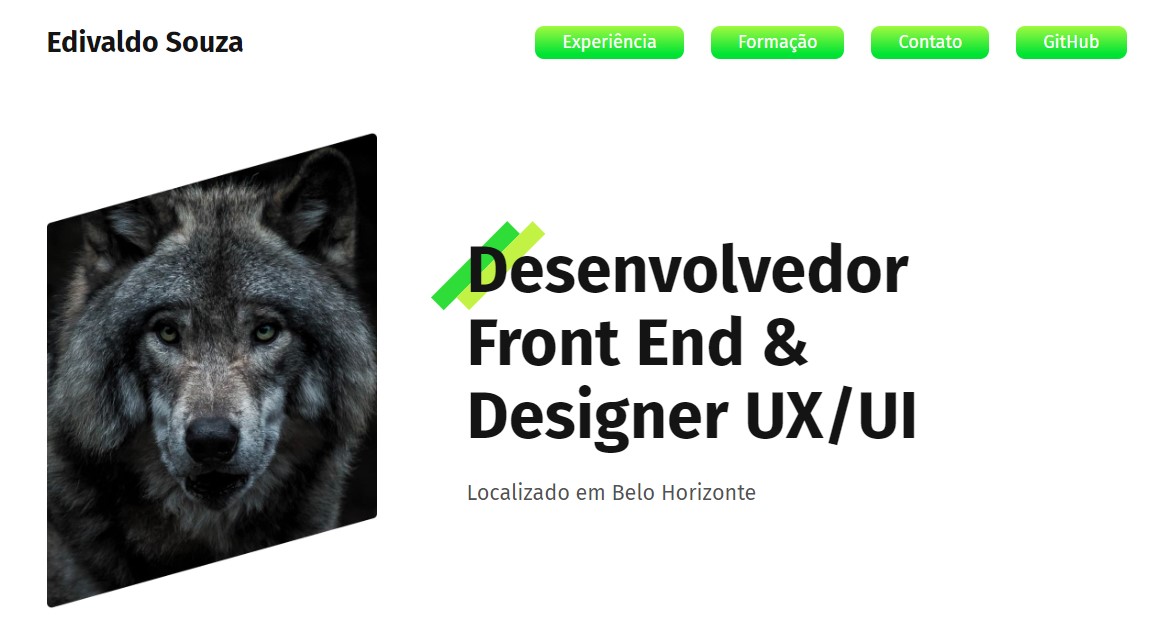 Edivaldo Souza
Experiência
Formação
Contato
GitHub
Desenvolvedor
Front End &
Designer UX/UI
Localizado em Belo Horizonte